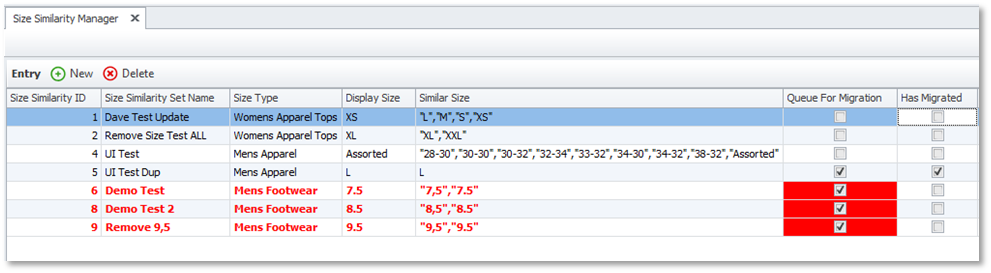 Size Similarity Manager
Entry New Delete
Size Similarity ID Size Similarity Set Name Size Type Display Size Similar Size Queue For Migration Has Migrated
1 Dave Test Update Womens Apparel Tops XS "L","M","S","XS"
2 Remove Size Test ALL Womens Apparel Tops XL "XL","XXL"
4 UI Test Mens Apparel Assorted "28-30","30-30","30-32","32-34","33-32","34-30","34-32","38-32","Assorted"
5 UI Test Dup Mens Apparel L L
6 Demo Test Mens Footwear 7.5 "7,5","7.5"
8 Demo Test 2 Mens Footwear 8.5 "8,5","8.5"
9 Remove 9,5 Mens Footwear 9.5 "9,5","9.5"